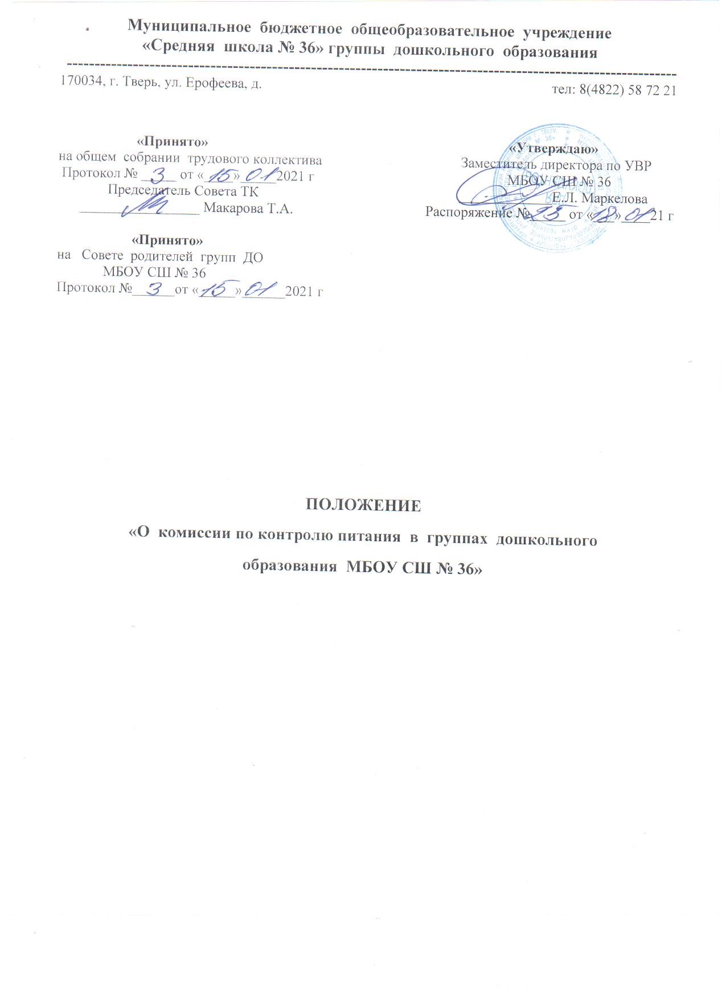 Муниципальное бюджетное общеобразовательное учреждение
«Средняя школа № 36» группы дошкольного образования
170034, г. Тверь, ул. Ерофеева, д.
тел: 8(4822) 58 72 21
«Принято»
на общем собрании трудового коллектива
Протокол № 3 от «15» 01 2021 г
Председатель Совета ТК
Макарова Т.А.
«Принято»
на Совете родителей групп ДО
МБОУ СШ № 36
Протокол № 3 от «15» 01 2021 г
«Утверждаю»
Заместитель директора по УВР
МБОУ СШ № 36
Е.Л. Маркелова
Распоряжение № 23 от «18» 01 21 г
ПОЛОЖЕНИЕ
«О комиссии по контролю питания в группах дошкольного
образования МБОУ СШ № 36»